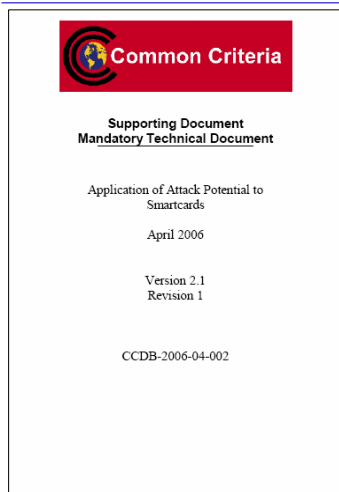 Common Criteria
Supporting Document
Mandatory Technical Document
Application of Attack Potential to
Smartcards
April 2006
Version 2.1
Revision 1
CCDB-2006-04-002